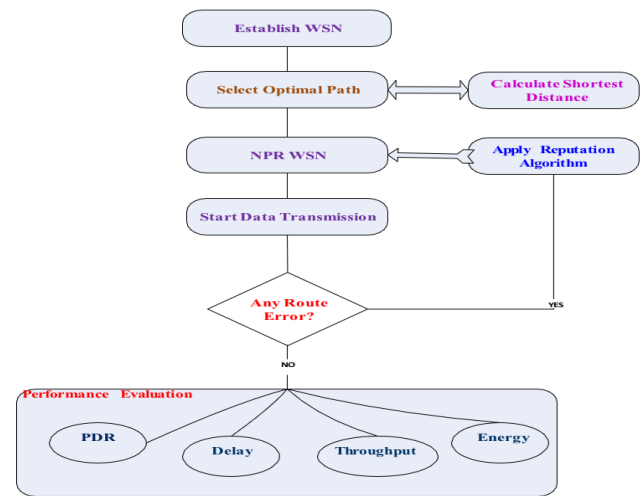 Establish WSN
Select Optimal Path
Calculate Shortest
Distance
NPR WSN
Apply Reputation
Algorithm
Start Data Transmission
Any Route
Error?
YES
NO
Performance Evaluation
PDR
Delay
Throughput
Energy